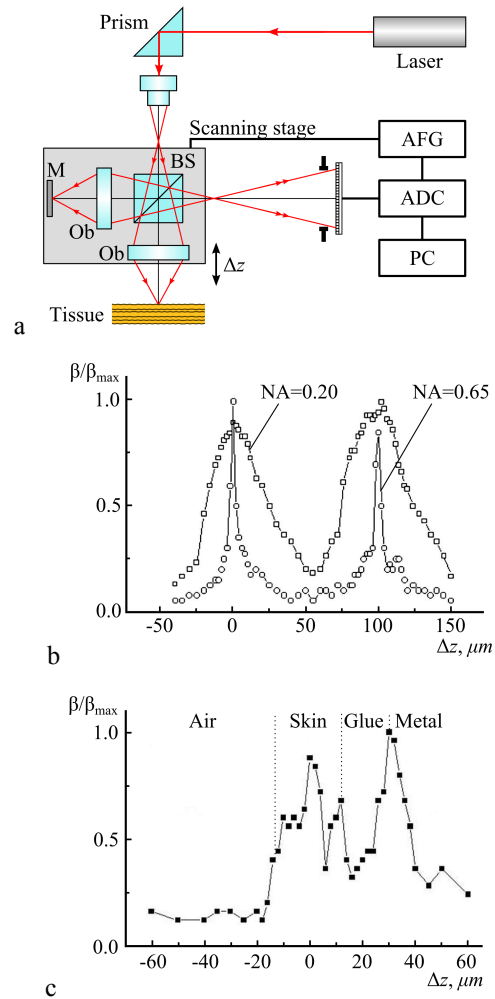 Prism
Laser
Scanning stage
AFG
M
BS
ADC
Ob
Ob
Δz
PC
Tissue
a
β/βmax
NA=0.20
NA=0.65
1.0
0.5
0.0
-50 0 50 100 150
Δz, μm
b
β/βmax
Air Skin Glue Metal
1.0
0.5
0.0
-60 -40 -20 0 20 40 60
Δz, μm
c